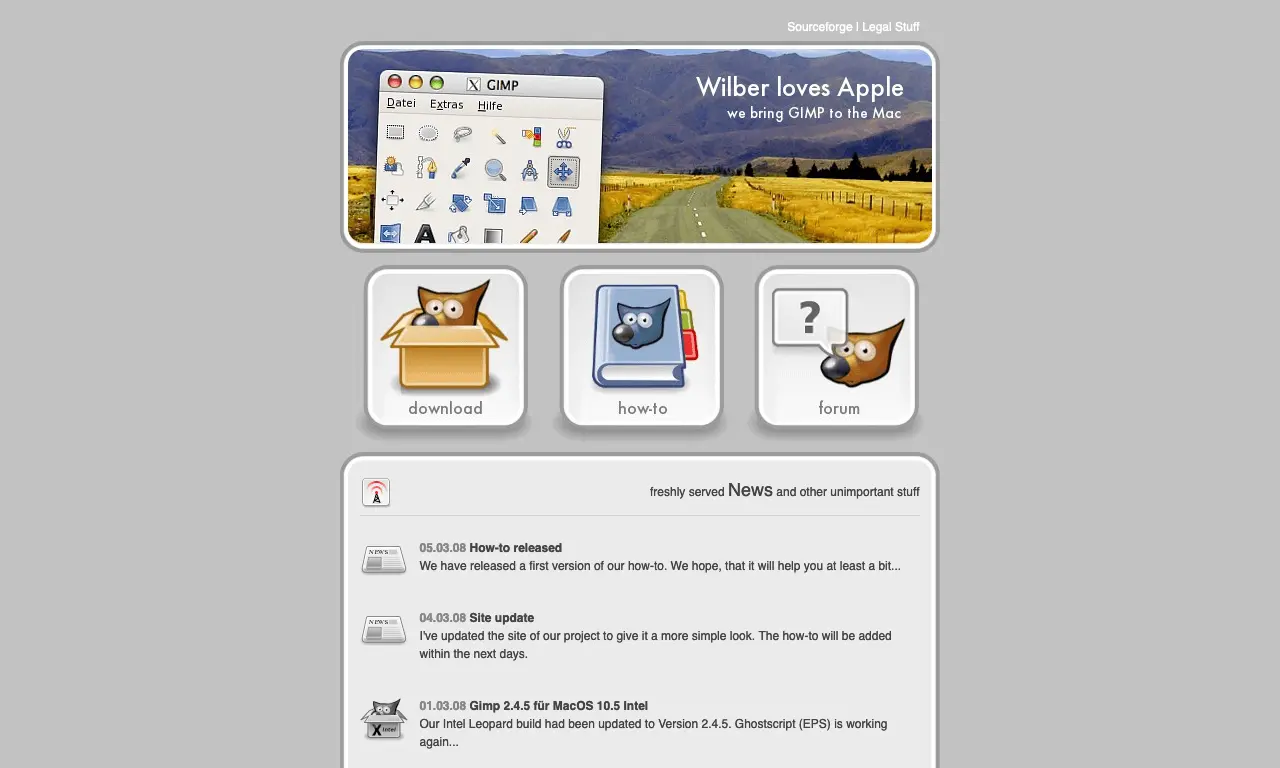 Sourceforge | Legal Stuff
GIMP
Datei Extras Hilfe
Wilber loves Apple
we bring GIMP to the Mac
A
?
download
how-to
forum
freshly served News and other unimportant stuff
NEWS
05.03.08 How-to released
We have released a first version of our how-to. We hope, that it will help you at least a bit...
NEWS
04.03.08 Site update
I've updated the site of our project to give it a more simple look. The how-to will be added
within the next days.
X Intel
01.03.08 Gimp 2.4.5 für MacOS 10.5 Intel
Our Intel Leopard build had been updated to Version 2.4.5. Ghostscript (EPS) is working
again...